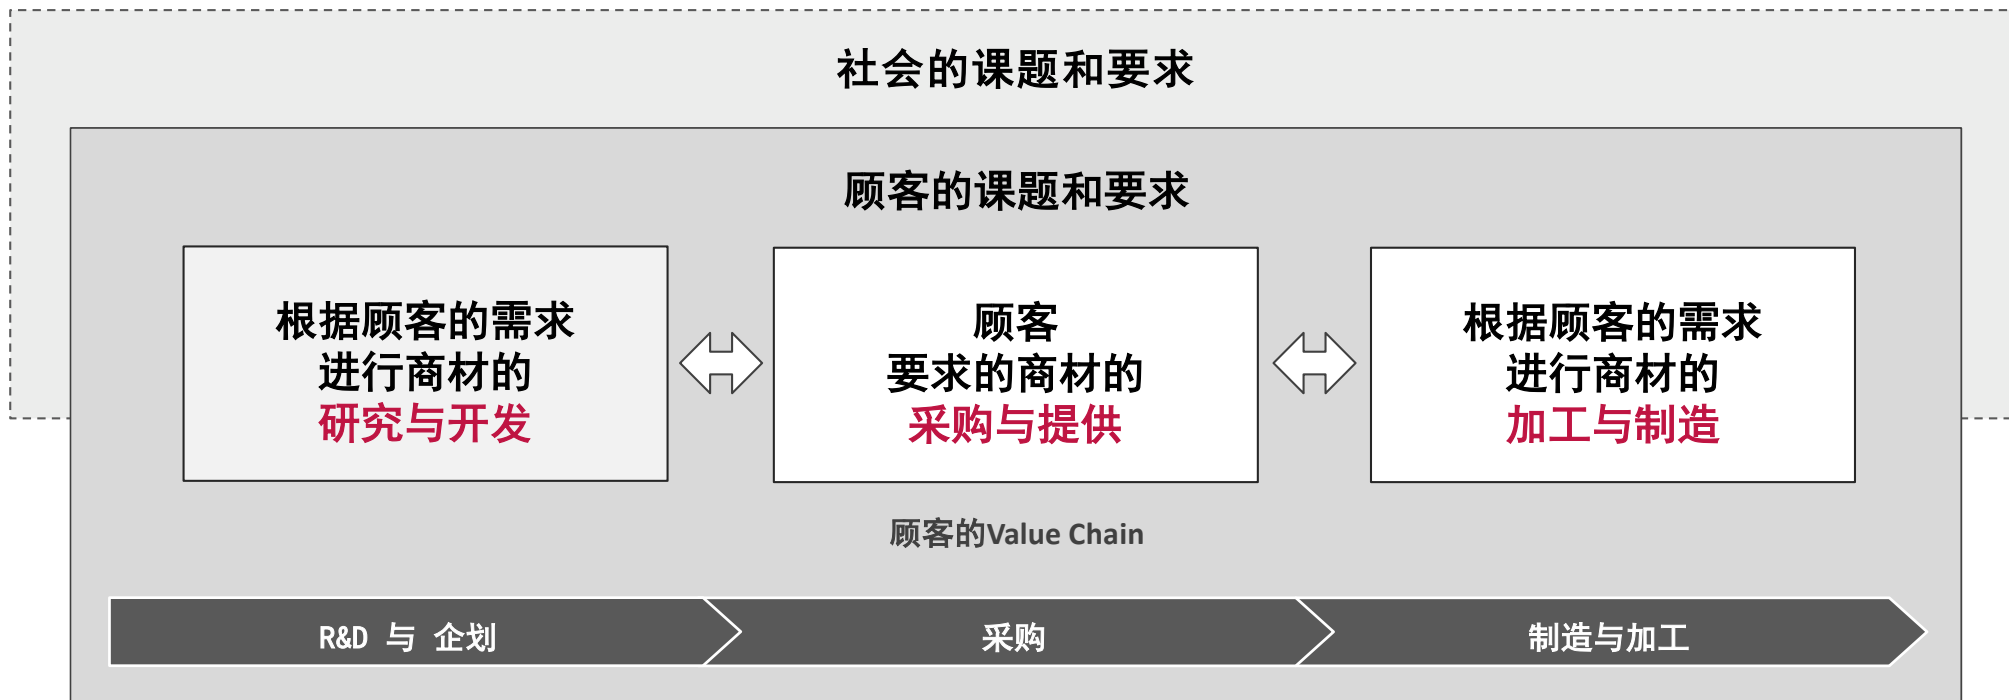 社会的课题和要求
顾客的课题和要求
根据顾客的需求
进行商材的
研究与开发
顾客
要求的商材的
采购与提供
根据顾客的需求
进行商材的
加工与制造
顾客的Value Chain
R&D 与 企划
采购
制造与加工